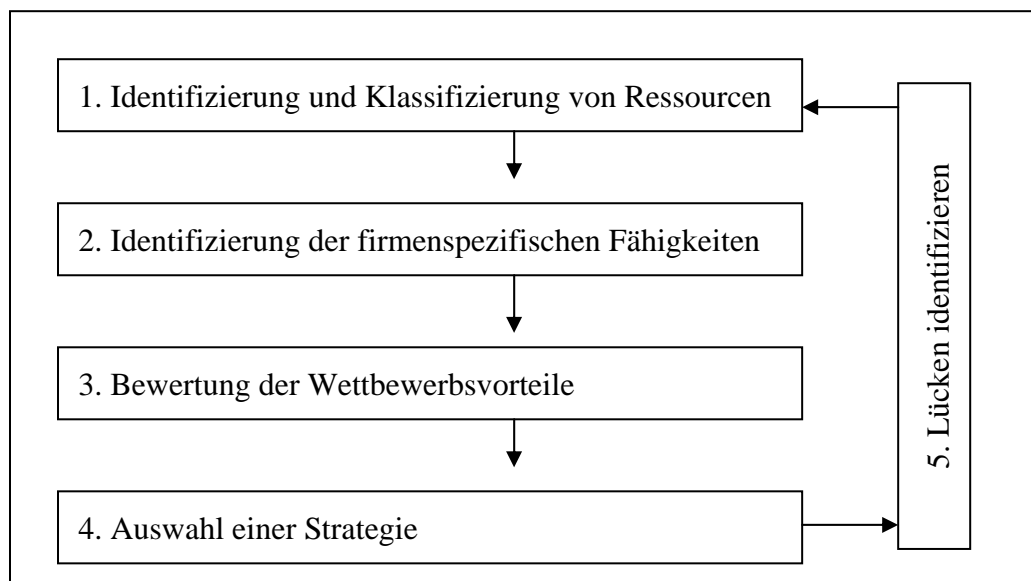 1. Identifizierung und Klassifizierung von Ressourcen
2. Identifizierung der firmenspezifischen Fähigkeiten
3. Bewertung der Wettbewerbsvorteile
4. Auswahl einer Strategie
5. Lücken identifizieren